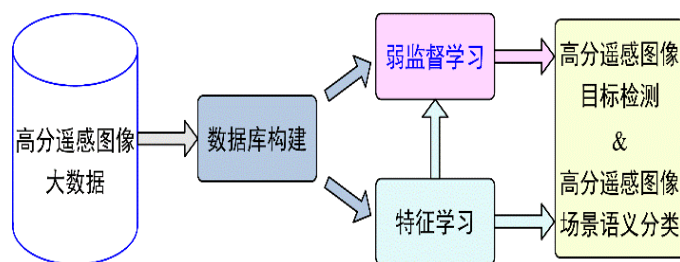 高分遥感图像
大数据
数据库构建
弱监督学习
特征学习
高分遥感图像
目标检测
&
高分遥感图像
场景语义分类